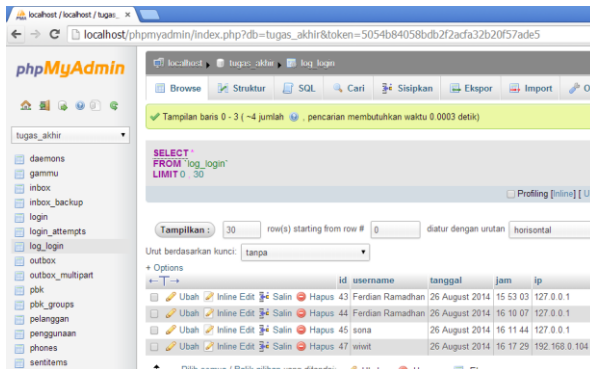 localhost / localhost / tugas_
localhost/phpmyadmin/index.php?db=tugas_akhir&token=5054b84058bdb2f2acfa32b20f57ade5
phpMyAdmin
localhost tugas_akhir log_login
Browse Struktur SQL Cari Sisipkan Ekspor Import O
Tampilan baris 0 - 3 ( ~4 jumlah , pencarian membutuhkan waktu 0.0003 detik)
tugas_akhir
daemons
gammu
inbox
inbox_backup
login
login_attempts
log_login
outbox
outbox_multipart
pbk
pbk_groups
pelanggan
penggunaan
phones
sentitems
SELECT *
FROM `log_login`
LIMIT 0 , 30
Profiling [Inline] [ U
Tampilkan : 30 row(s) starting from row # 0 diatur dengan urutan horisontal
Urut berdasarkan kunci: tanpa
+ Options
←T→ id username tanggal jam ip
Ubah Inline Edit Salin Hapus 43 Ferdian Ramadhan 26 August 2014 15 53 03 127.0.0.1
Ubah Inline Edit Salin Hapus 44 Ferdian Ramadhan 26 August 2014 16 10 07 127.0.0.1
Ubah Inline Edit Salin Hapus 45 sona 26 August 2014 16 11 44 127.0.0.1
Ubah Inline Edit Salin Hapus 47 wiwit 26 August 2014 16 17 29 192.168.0.104